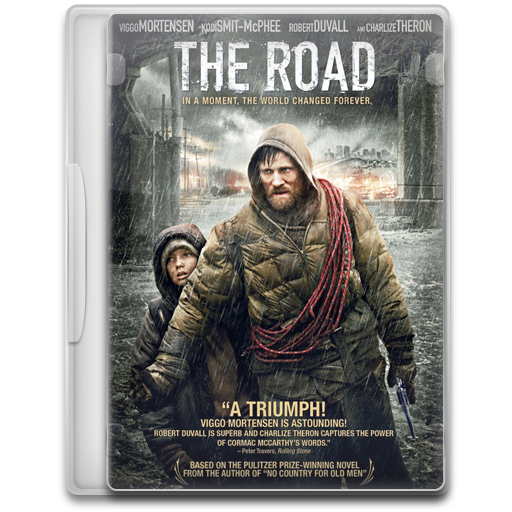 VIGGO MORTENSEN KODI SMIT-McPHEE ROBERT DUVALL AND CHARLIZE THERON
THE ROAD
IN A MOMENT, THE WORLD CHANGED FOREVER.
“A TRIUMPH!
VIGGO MORTENSEN IS ASTOUNDING!
ROBERT DUVALL IS SUPERB AND CHARLIZE THERON CAPTURES THE POWER
OF CORMAC MCCARTHY'S WORDS.”
– Peter Travers, Rolling Stone
BASED ON THE PULITZER PRIZE-WINNING NOVEL
FROM THE AUTHOR OF “NO COUNTRY FOR OLD MEN”